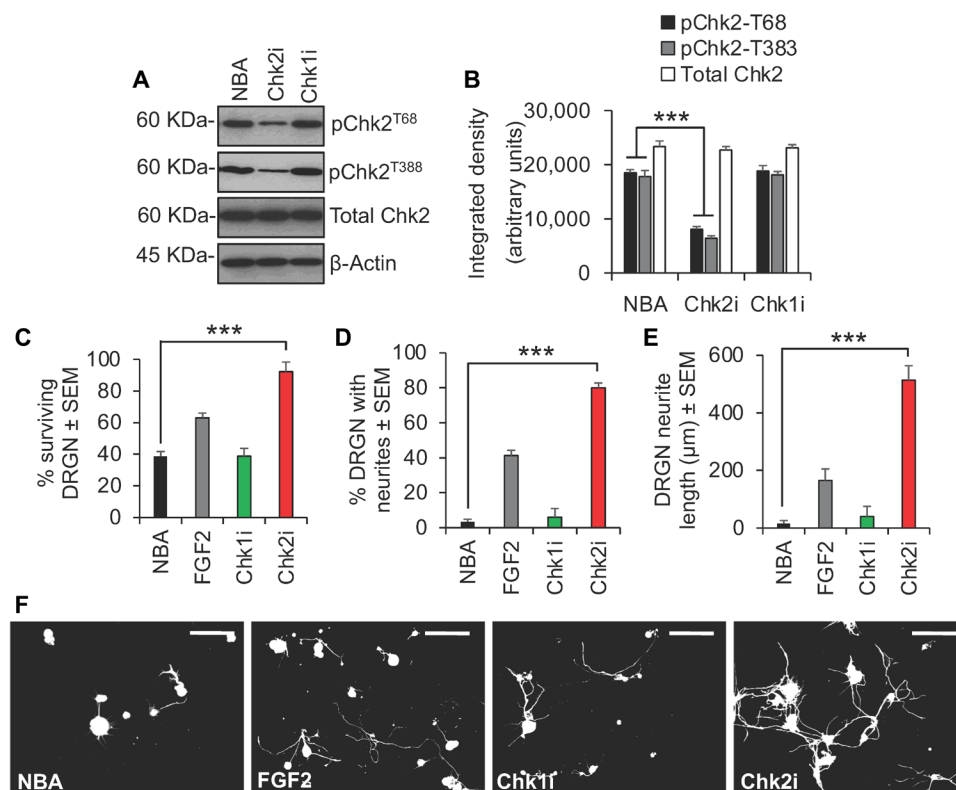 pChk2-T68
pChk2-T383
Total Chk2
A
NBA
Chk2i
Chk1i
60 KDa-
pChk2T68
60 KDa-
pChk2T388
60 KDa-
Total Chk2
45 KDa-
β-Actin
B
Integrated density
(arbitrary units)
30,000
20,000
10,000
0
***
NBA
Chk2i
Chk1i
C
% surviving
DRGN ± SEM
100
80
60
40
20
0
***
NBA
FGF2
Chk1i
Chk2i
D
% DRGN with
neurites ± SEM
100
80
60
40
20
0
***
NBA
FGF2
Chk1i
Chk2i
E
DRGN neurite
length (µm) ± SEM
600
400
200
0
***
NBA
FGF2
Chk1i
Chk2i
F
NBA
FGF2
Chk1i
Chk2i